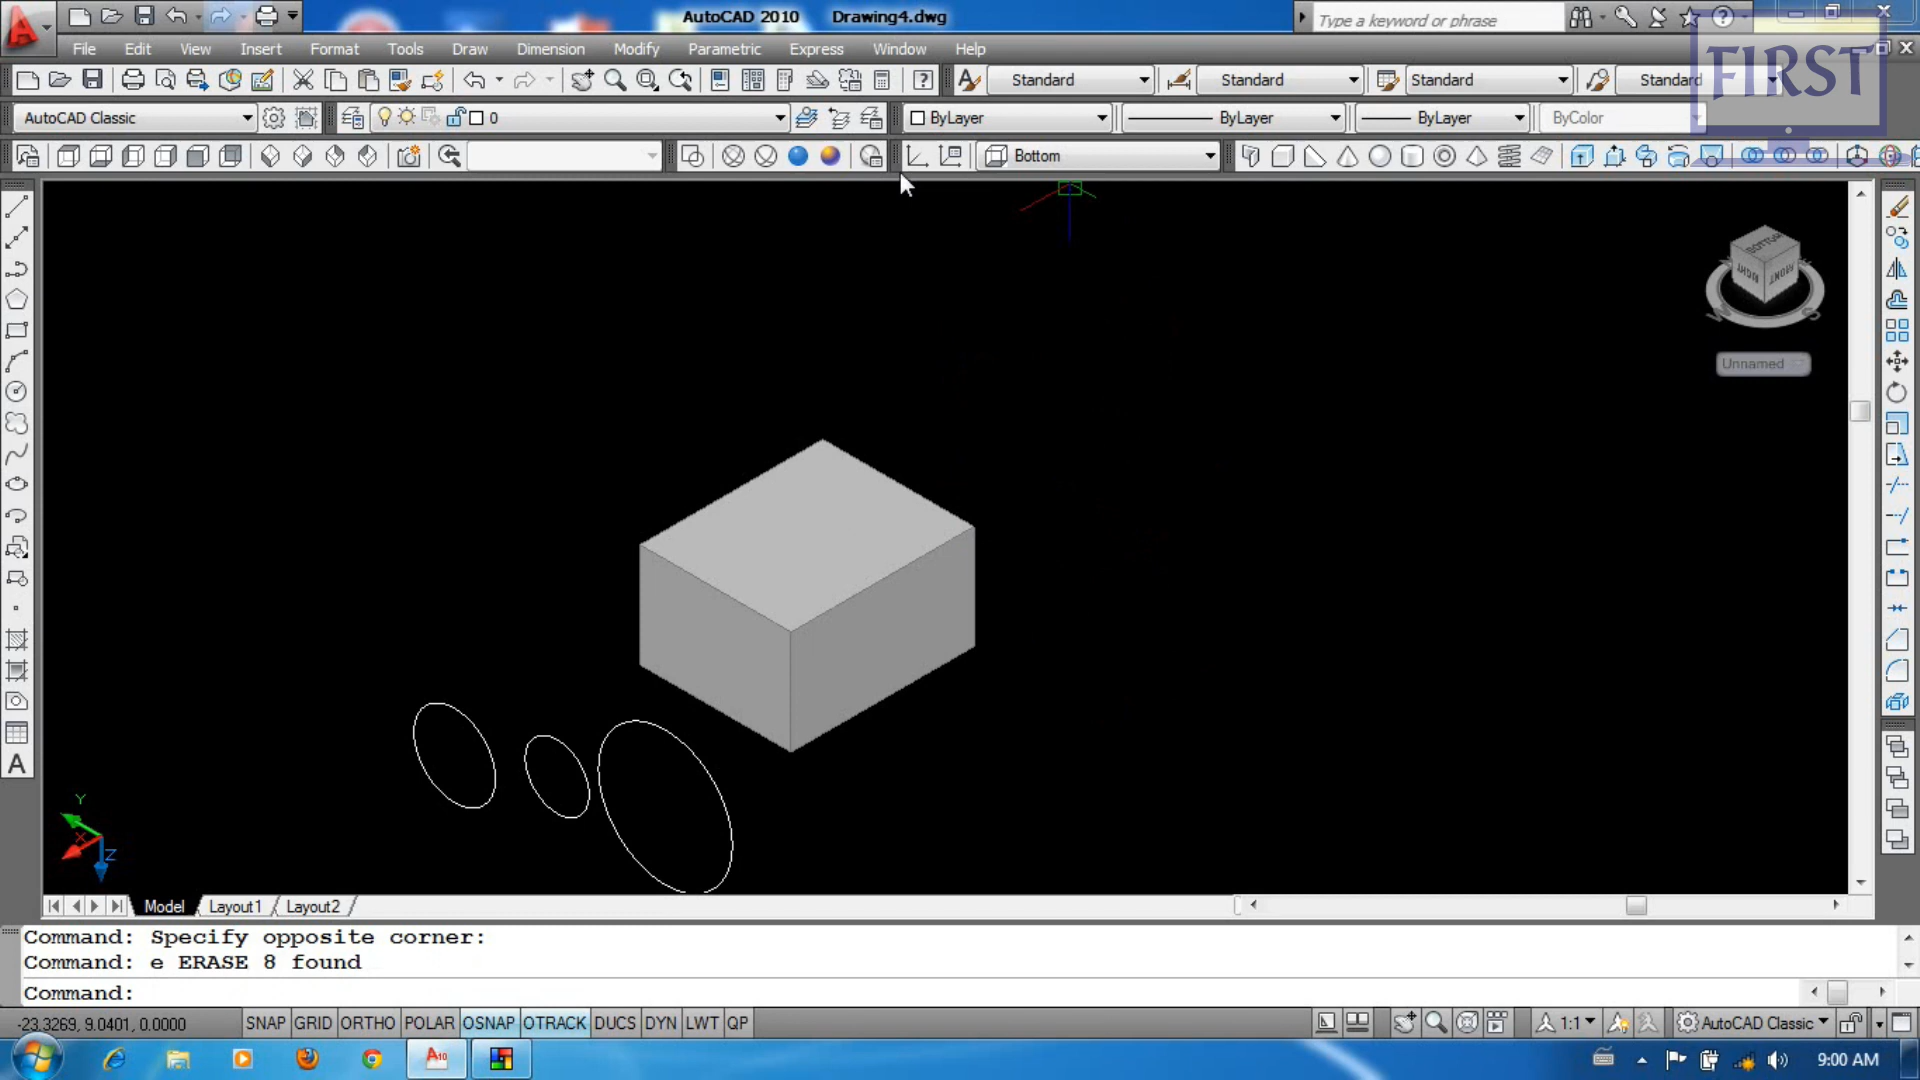 AutoCAD 2010 Drawing4.dwg
Type a keyword or phrase
File Edit View Insert Format Tools Draw Dimension Modify Parametric Express Window Help
FIRST
Standard Standard Standard Standard
AutoCAD Classic 0 ByLayer ByLayer ByLayer ByColor
Bottom
BOTTOM
RIGHT FRONT
W S
Unnamed
Y
X
Z
Model Layout1 Layout2
Command: Specify opposite corner:
Command: e ERASE 8 found
Command:
-23.3269, 9.0401, 0.0000 SNAP GRID ORTHO POLAR OSNAP OTRACK DUCS DYN LWT QP 1:1 AutoCAD Classic
9:00 AM